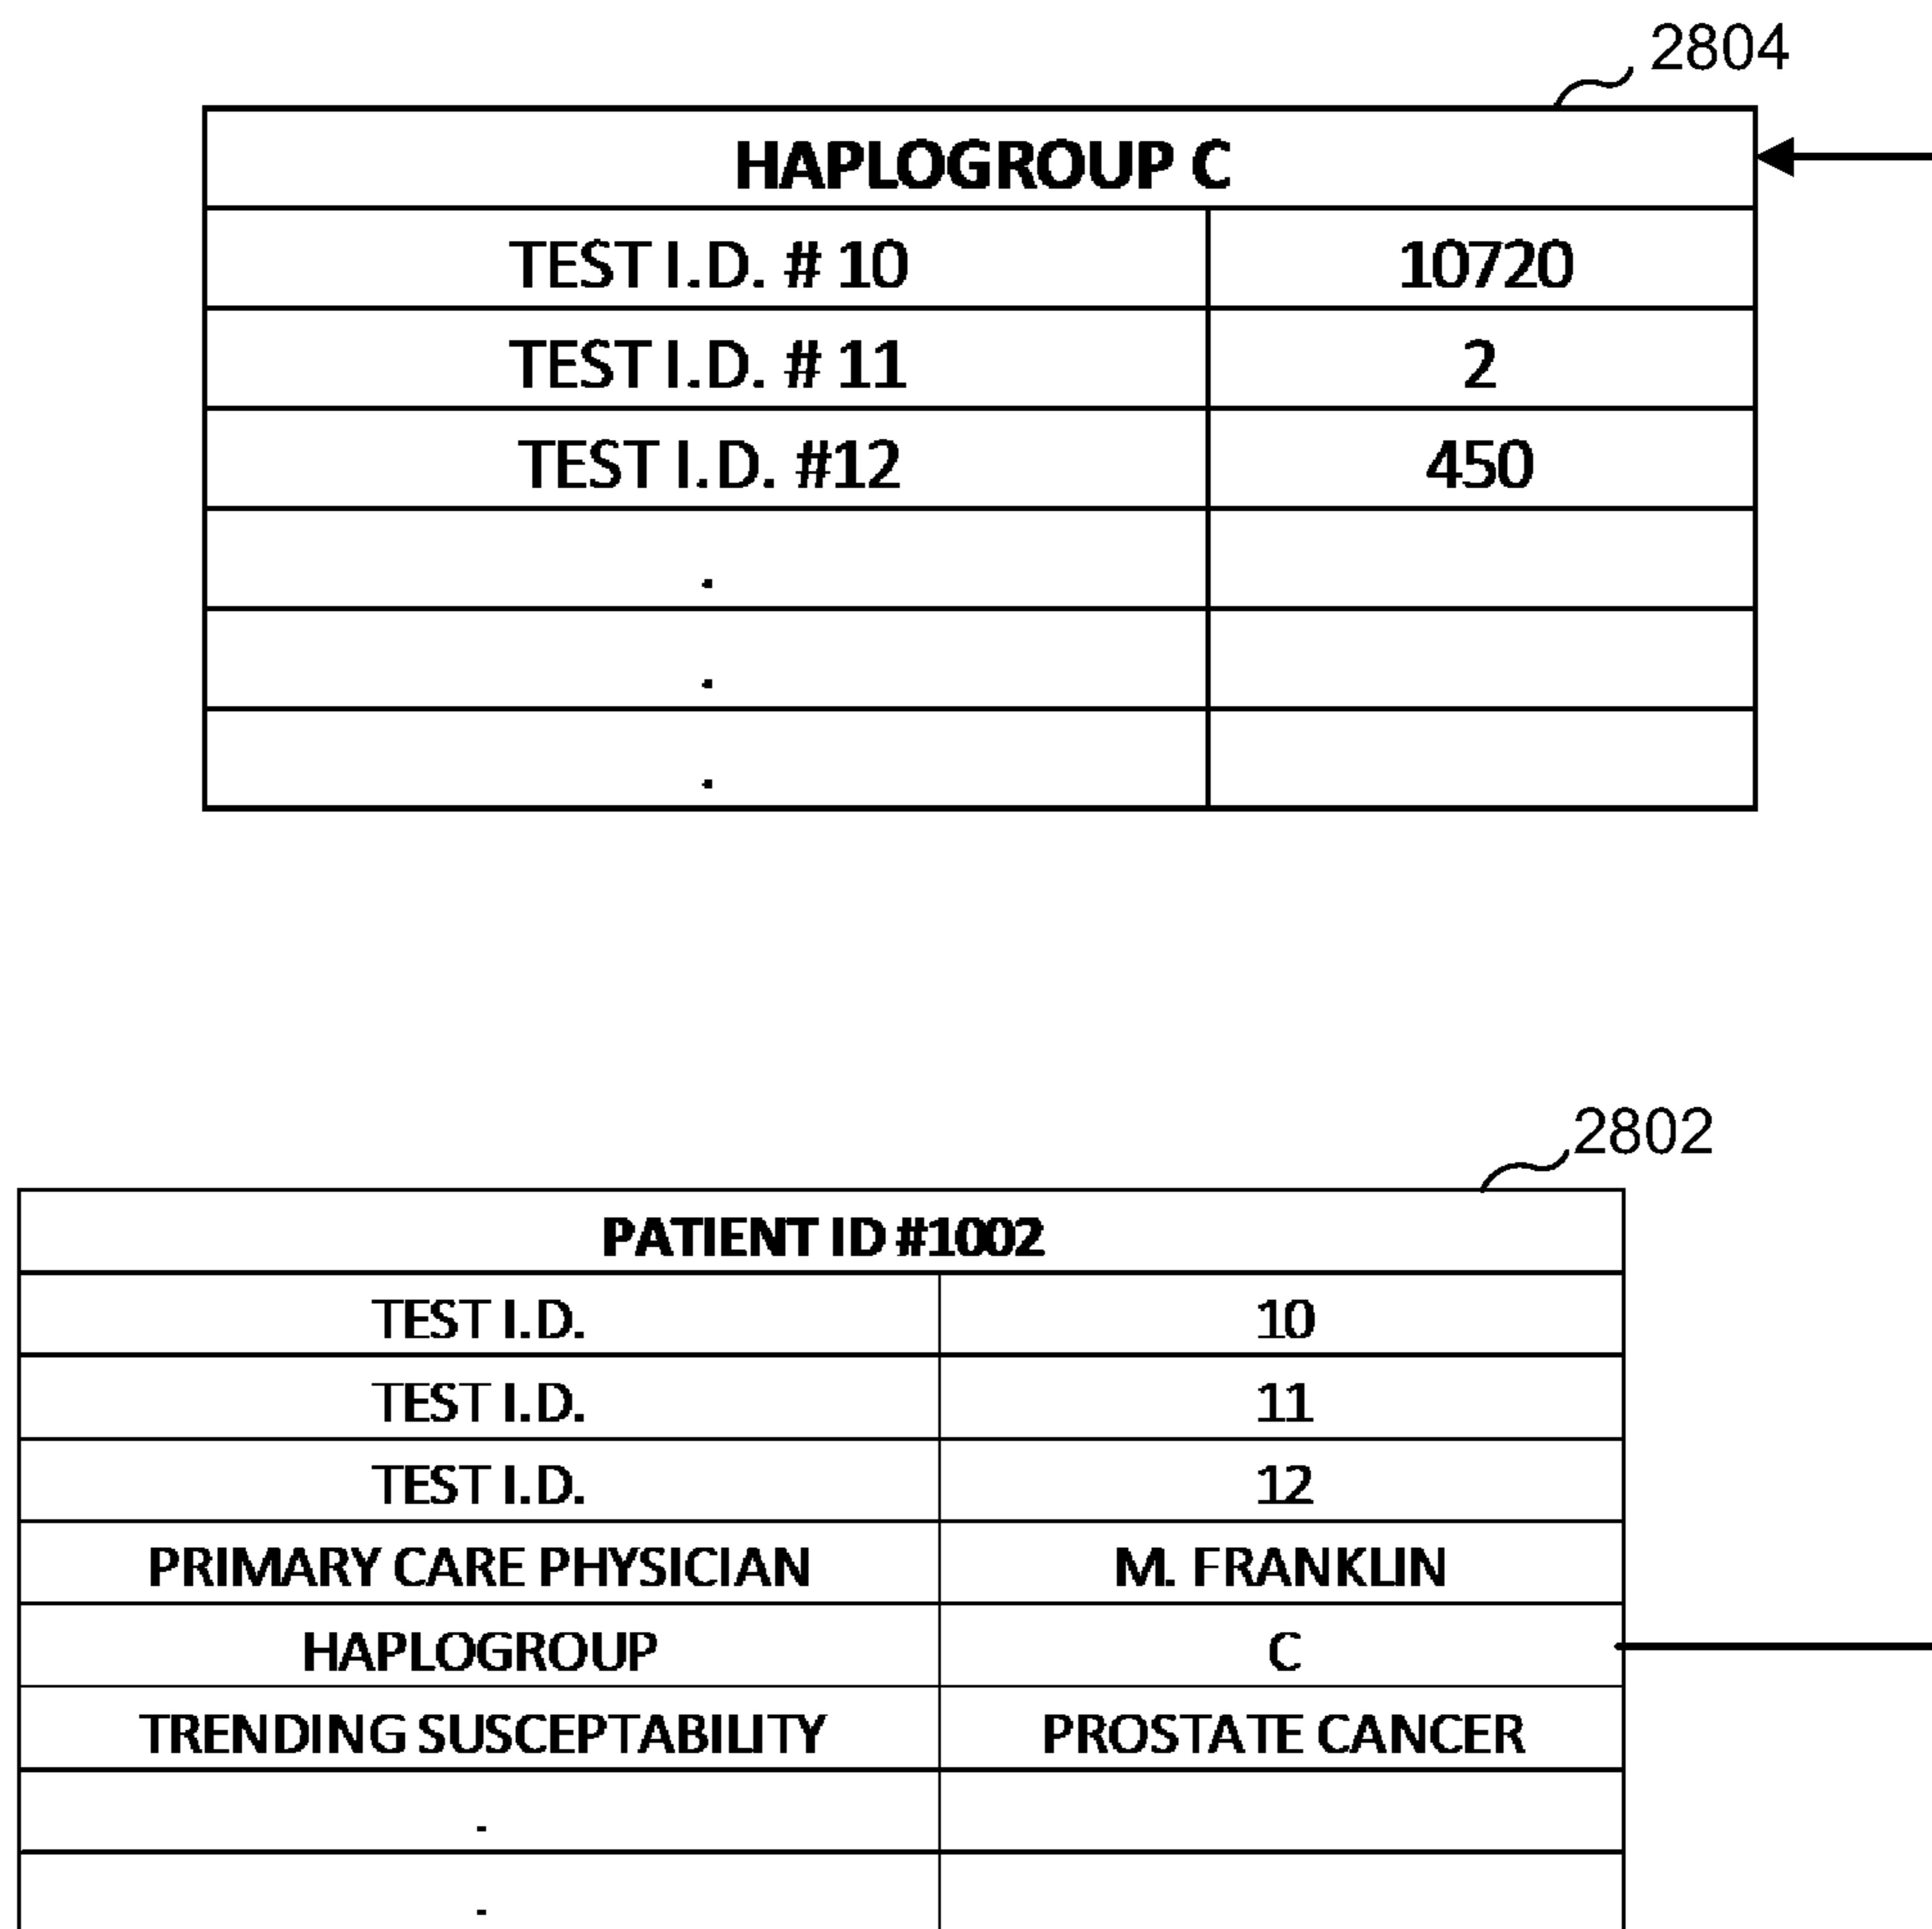 2804
HAPLOGROUP C
TEST I.D. # 10 10720
TEST I.D. # 11 2
TEST I.D. #12 450
.
.
.
2802
PATIENT ID #1002
TEST I.D. 10
TEST I.D. 11
TEST I.D. 12
PRIMARY CARE PHYSICIAN M. FRANKLIN
HAPLOGROUP C
TRENDING SUSCEPTABILITY PROSTATE CANCER
.
.